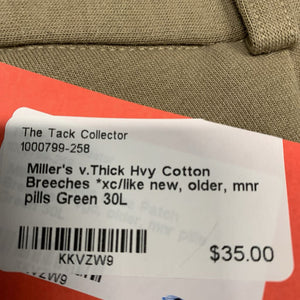 The Tack Collector
1000799-258
Miller's v.Thick Hvy Cotton
Breeches *xc/like new, older, mnr
pills Green 30L
$35.00
KKVZW9